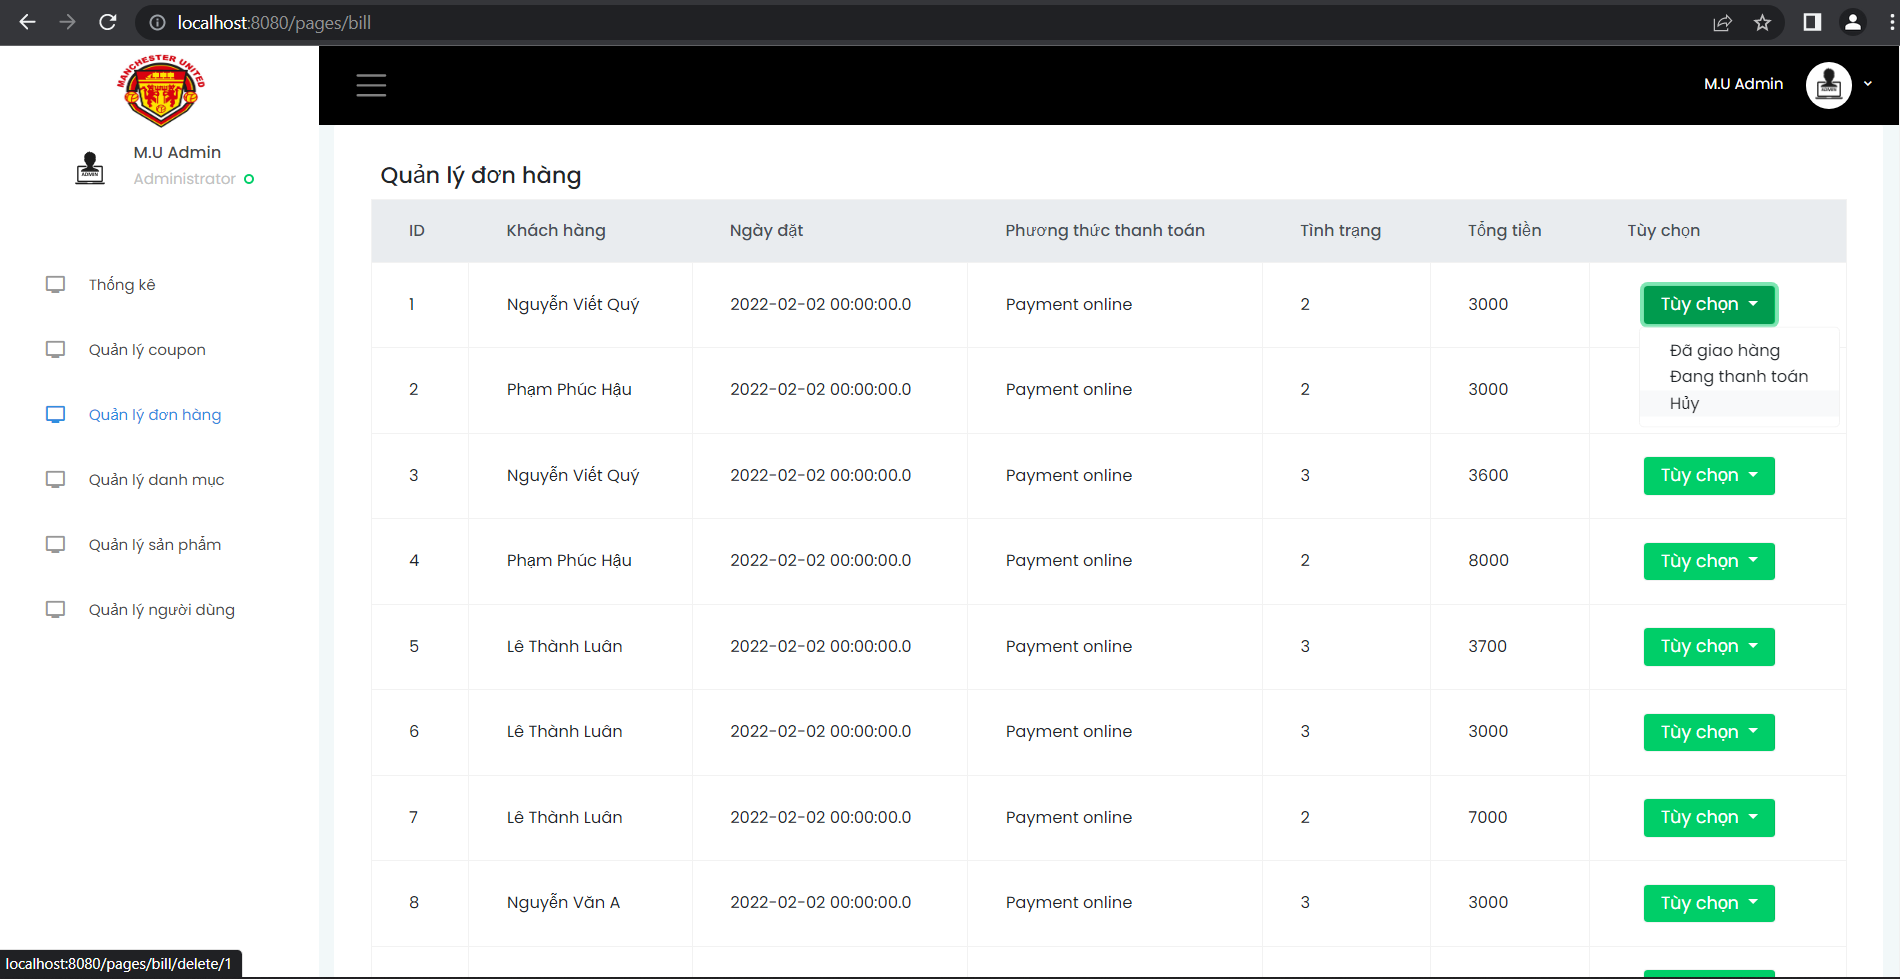 localhost:8080/pages/bill
MANCHESTER UNITED
M.U Admin
M.U Admin
Administrator
Thống kê
Quản lý coupon
Quản lý đơn hàng
Quản lý danh mục
Quản lý sản phẩm
Quản lý người dùng
Quản lý đơn hàng
ID Khách hàng Ngày đặt Phương thức thanh toán Tình trạng Tổng tiền Tùy chọn
1 Nguyễn Viết Quý 2022-02-02 00:00:00.0 Payment online 2 3000 Tùy chọn
Đã giao hàng
Đang thanh toán
Hủy
2 Phạm Phúc Hậu 2022-02-02 00:00:00.0 Payment online 2 3000
3 Nguyễn Viết Quý 2022-02-02 00:00:00.0 Payment online 3 3600 Tùy chọn
4 Phạm Phúc Hậu 2022-02-02 00:00:00.0 Payment online 2 8000 Tùy chọn
5 Lê Thành Luân 2022-02-02 00:00:00.0 Payment online 3 3700 Tùy chọn
6 Lê Thành Luân 2022-02-02 00:00:00.0 Payment online 3 3000 Tùy chọn
7 Lê Thành Luân 2022-02-02 00:00:00.0 Payment online 2 7000 Tùy chọn
8 Nguyễn Văn A 2022-02-02 00:00:00.0 Payment online 3 3000 Tùy chọn
localhost:8080/pages/bill/delete/1